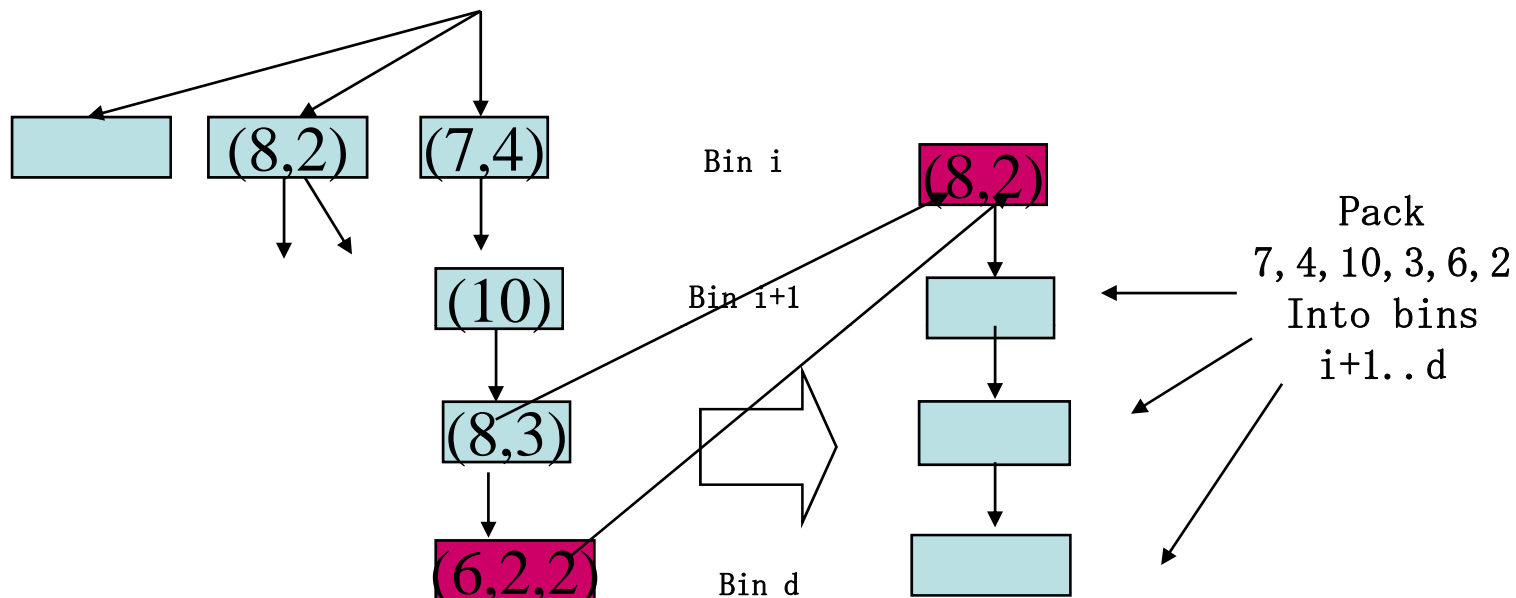 (8,2)
(7,4)
Bin i
(8,2)
Pack
7,4,10,3,6,2
Into bins
i+1..d
(10)
Bin i+1
(8,3)
(6,2,2)
Bin d